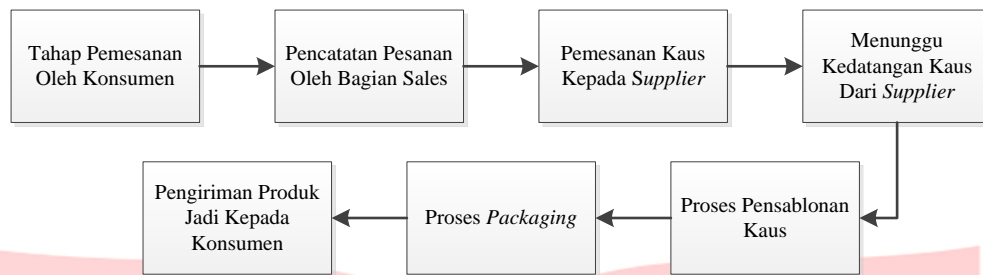 Tahap Pemesanan
Oleh Konsumen
Pencatatan Pesanan
Oleh Bagian Sales
Pemesanan Kaus
Kepada Supplier
Menunggu
Kedatangan Kaus
Dari Supplier
Proses Pensablonan
Kaus
Proses Packaging
Pengiriman Produk
Jadi Kepada
Konsumen